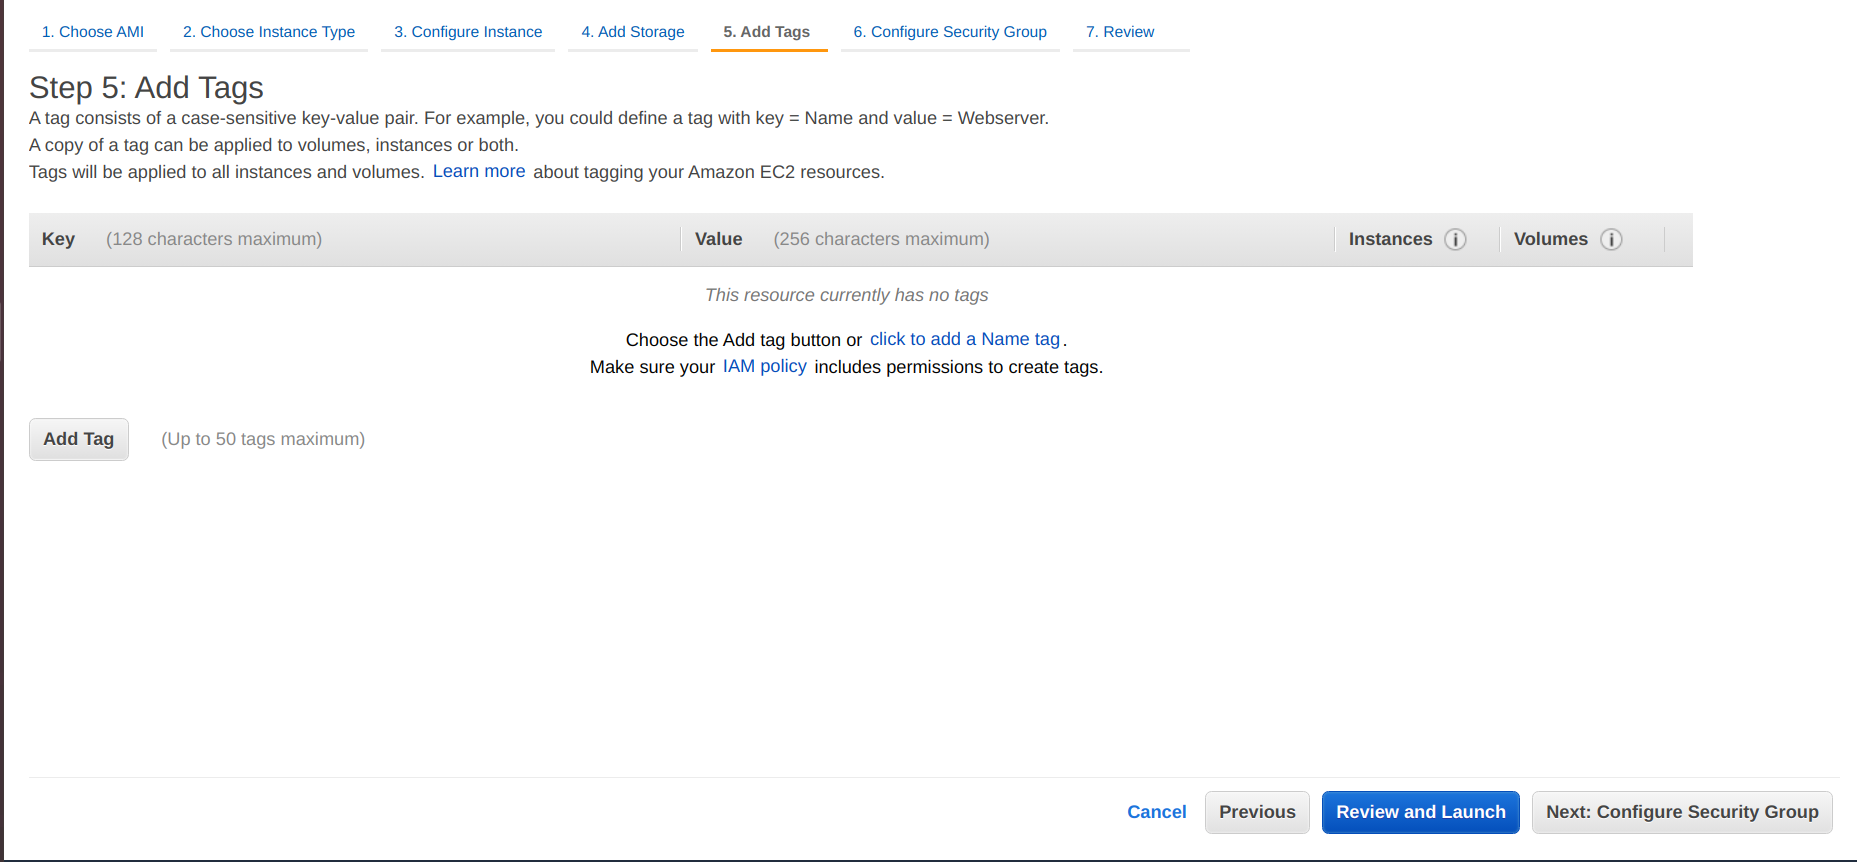 1. Choose AMI 2. Choose Instance Type 3. Configure Instance 4. Add Storage 5. Add Tags 6. Configure Security Group 7. Review
Step 5: Add Tags
A tag consists of a case-sensitive key-value pair. For example, you could define a tag with key = Name and value = Webserver.
A copy of a tag can be applied to volumes, instances or both.
Tags will be applied to all instances and volumes. Learn more about tagging your Amazon EC2 resources.
Key (128 characters maximum) Value (256 characters maximum) Instances i Volumes i
This resource currently has no tags
Choose the Add tag button or click to add a Name tag.
Make sure your IAM policy includes permissions to create tags.
Add Tag (Up to 50 tags maximum)
Cancel Previous Review and Launch Next: Configure Security Group